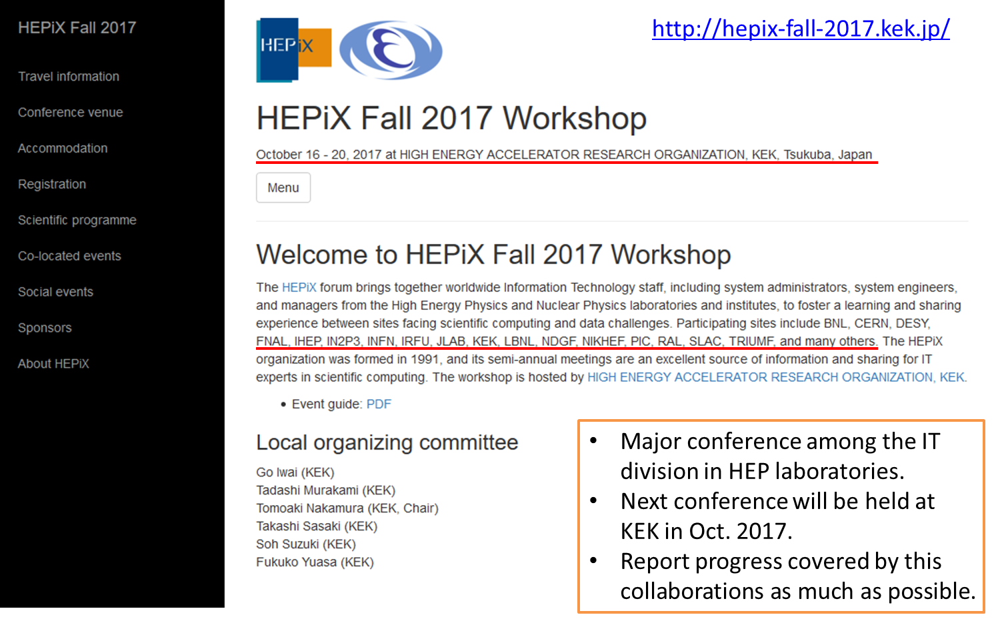 HEPiX Fall 2017
Travel information
Conference venue
Accommodation
Registration
Scientific programme
Co-located events
Social events
Sponsors
About HEPiX
HEPiX
http://hepix-fall-2017.kek.jp/
HEPiX Fall 2017 Workshop
October 16 - 20, 2017 at HIGH ENERGY ACCELERATOR RESEARCH ORGANIZATION, KEK, Tsukuba, Japan
Menu
Welcome to HEPiX Fall 2017 Workshop
The HEPiX forum brings together worldwide Information Technology staff, including system administrators, system engineers,
and managers from the High Energy Physics and Nuclear Physics laboratories and institutes, to foster a learning and sharing
experience between sites facing scientific computing and data challenges. Participating sites include BNL, CERN, DESY,
FNAL, IHEP, IN2P3, INFN, IRFU, JLAB, KEK, LBNL, NDGF, NIKHEF, PIC, RAL, SLAC, TRIUMF, and many others. The HEPiX
organization was formed in 1991, and its semi-annual meetings are an excellent source of information and sharing for IT
experts in scientific computing. The workshop is hosted by HIGH ENERGY ACCELERATOR RESEARCH ORGANIZATION, KEK.
• Event guide: PDF
Local organizing committee
Go Iwai (KEK)
Tadashi Murakami (KEK)
Tomoaki Nakamura (KEK, Chair)
Takashi Sasaki (KEK)
Soh Suzuki (KEK)
Fukuko Yuasa (KEK)
• Major conference among the IT
division in HEP laboratories.
• Next conference will be held at
KEK in Oct. 2017.
• Report progress covered by this
collaborations as much as possible.